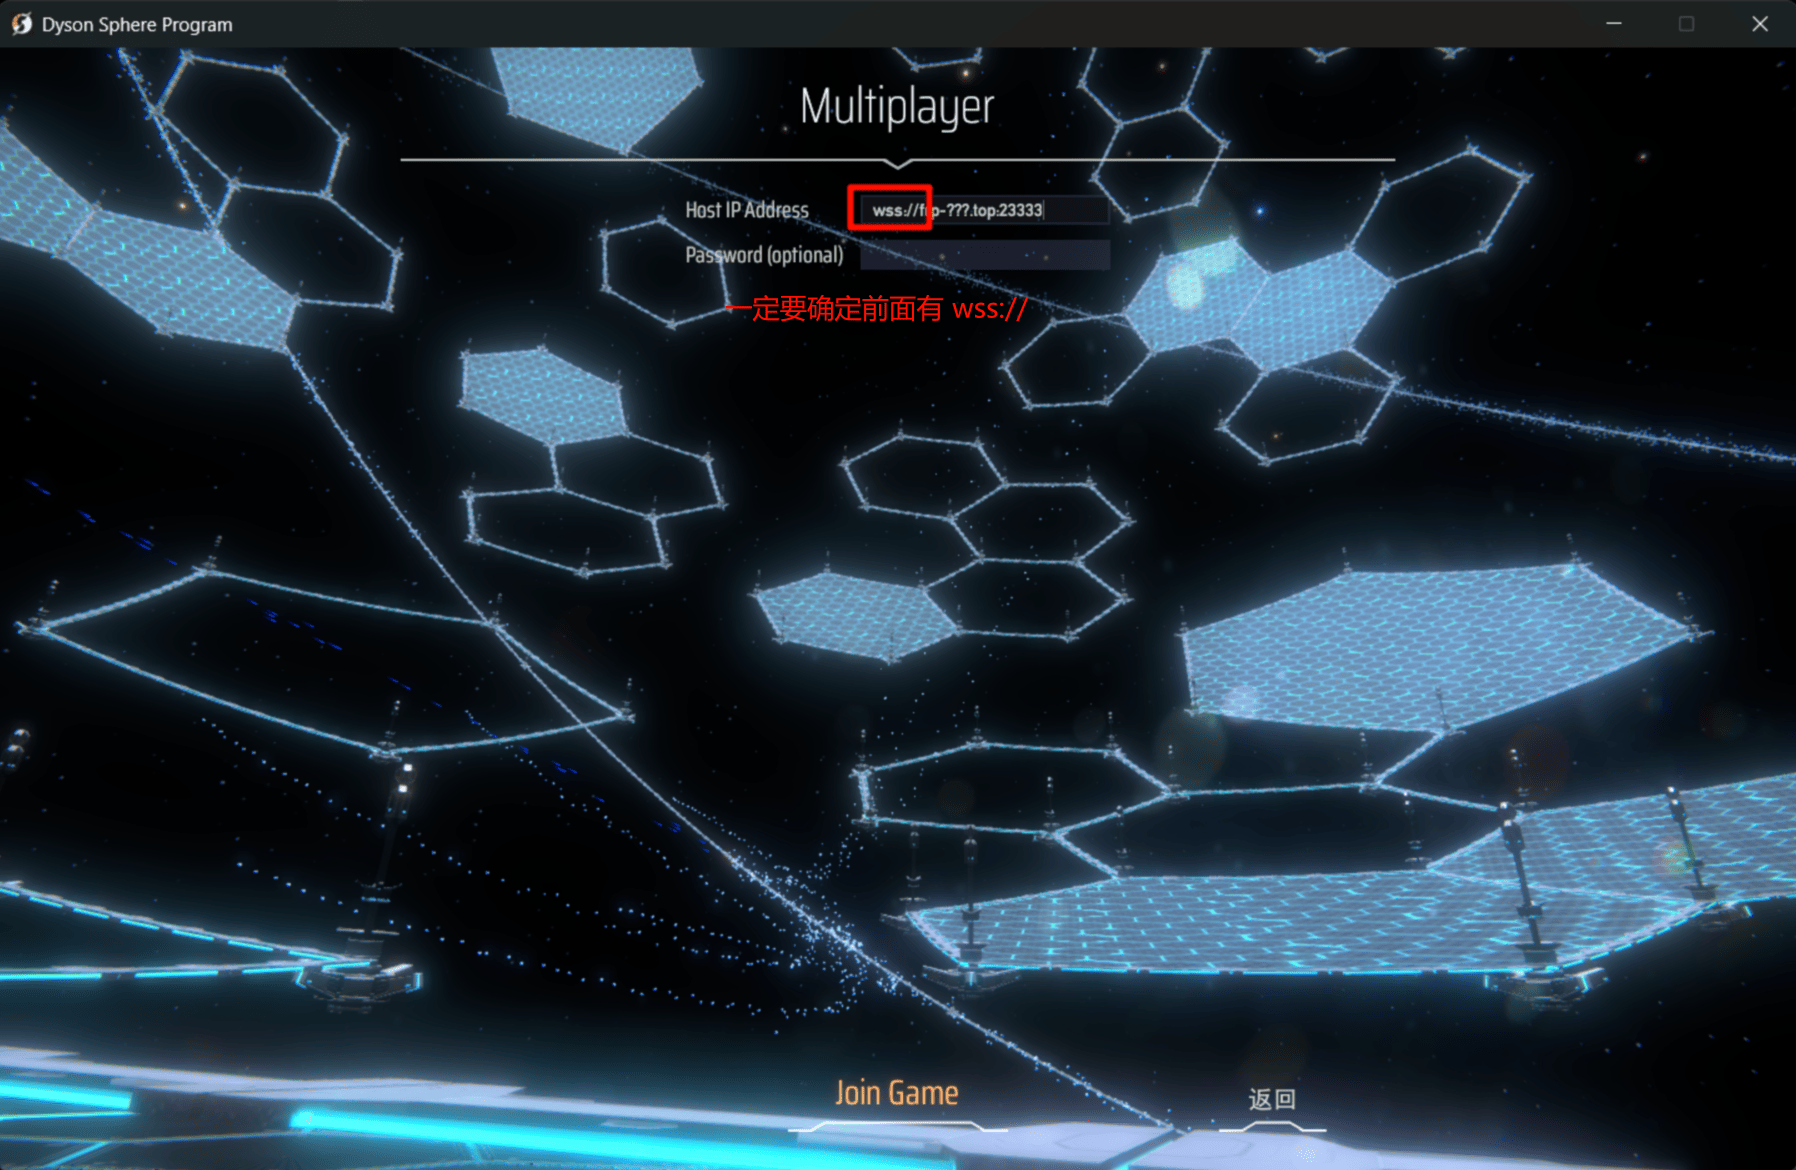 Dyson Sphere Program
Multiplayer
Host IP Address
wss://frp-???.top:23333
Password (optional)
一定要确定前面有 wss://
Join Game
返回